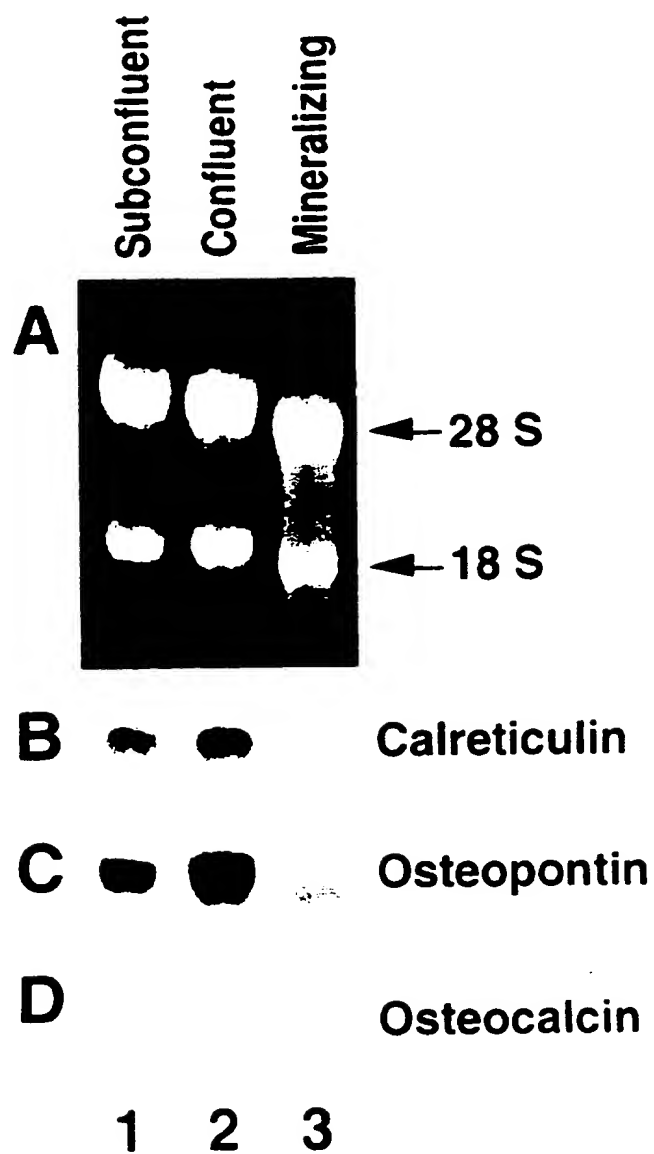 Subconfluent
Confluent
Mineralizing
A
28 S
18 S
B
Calreticulin
C
Osteopontin
D
Osteocalcin
1 2 3